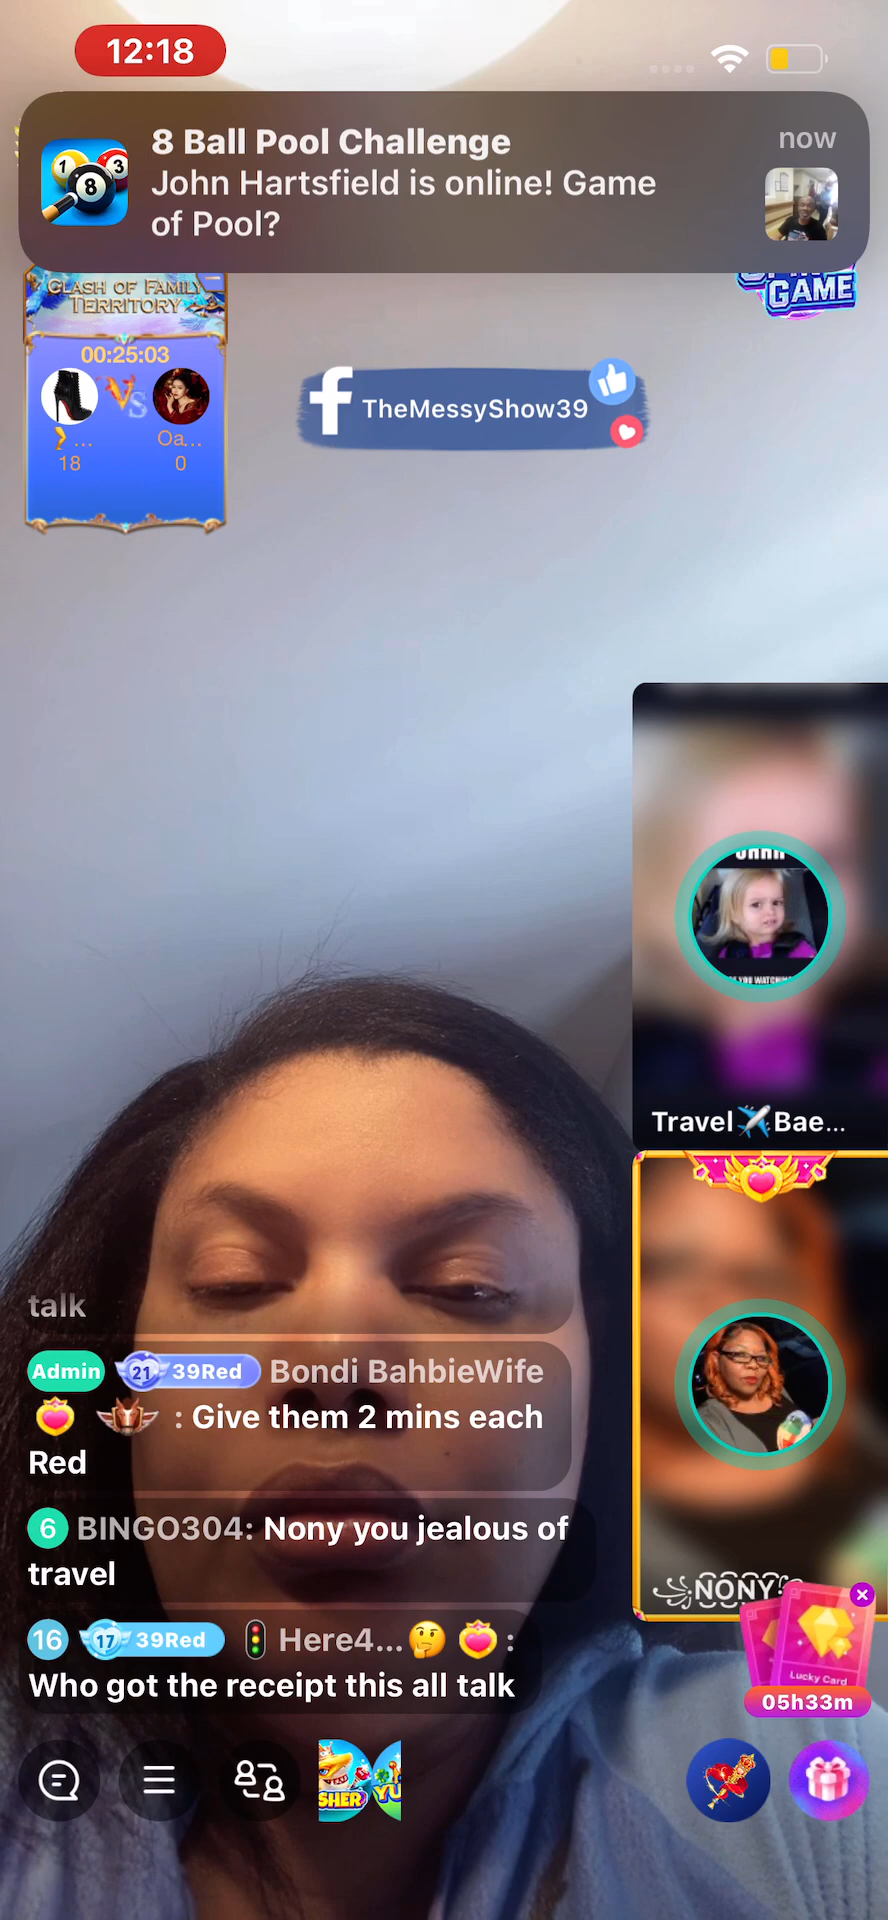 12:18
8 Ball Pool Challenge
now
John Hartsfield is online! Game
of Pool?
CLASH OF FAMILY
TERRITORY
GAME
00:25:03
VS
Oa...
18
0
f TheMessyShow39
Travel✈️Bae...
talk
Admin 21 39Red Bondi BahbieWife
: Give them 2 mins each
Red
6 BINGO304: Nony you jealous of
travel
16 17 39Red 🚦 Here4...🤔 :
Who got the receipt this all talk
NONY
Lucky Card
05h33m